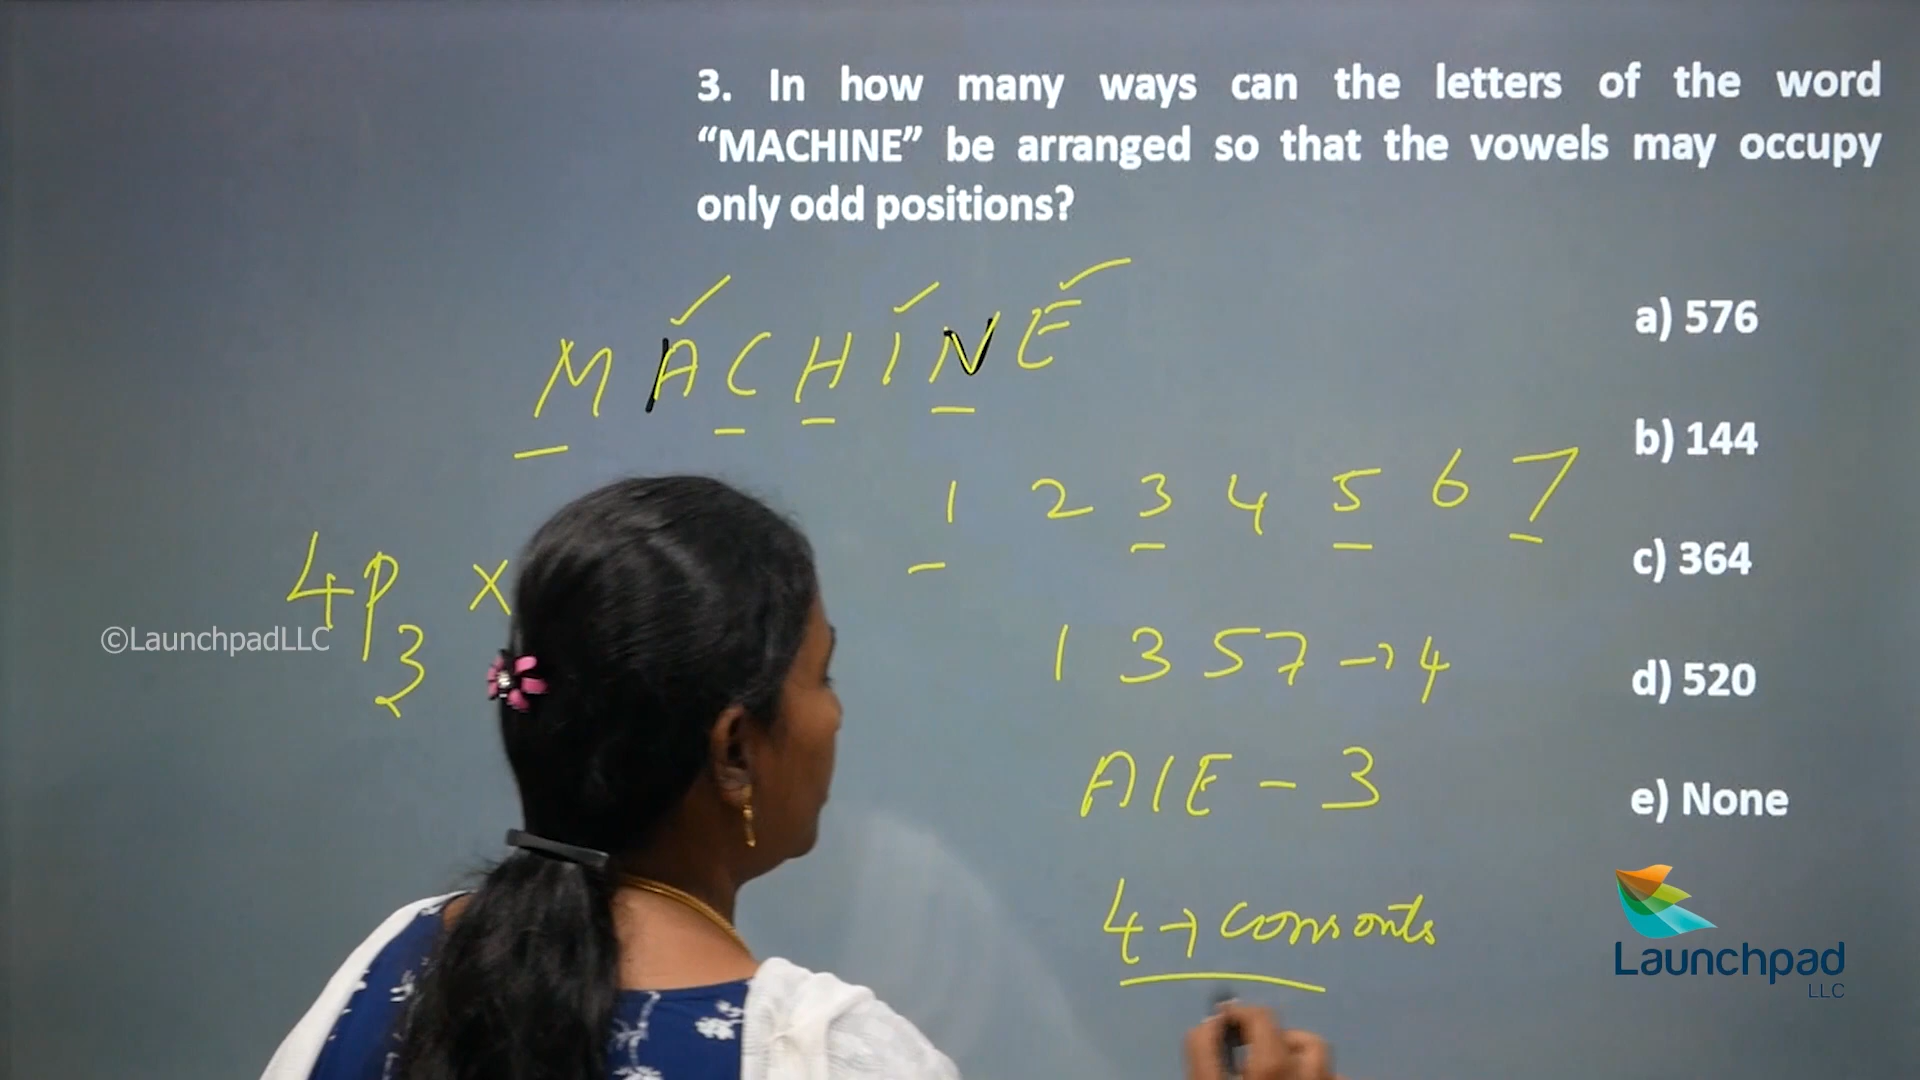 3. In how many ways can the letters of the word
“MACHINE” be arranged so that the vowels may occupy
only odd positions?
MACHINE
a) 576
b) 144
1 2 3 4 5 6 7
c) 364
4P3 ×
©LaunchpadLLC
1 3 5 7 → 4
d) 520
AIE – 3
e) None
4 →
Launchpad
LLC